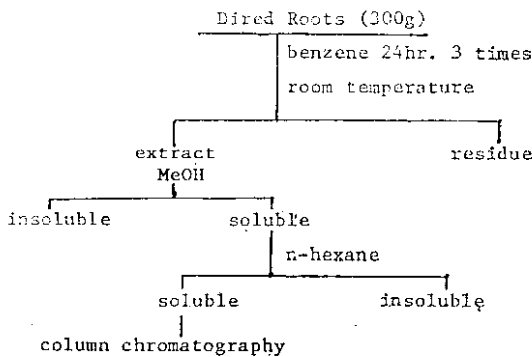 Dired Roots (300g)
benzene 24hr. 3 times
room temperature
extract residue
MeOH
insoluble soluble
n-hexane
soluble insoluble
column chromatography